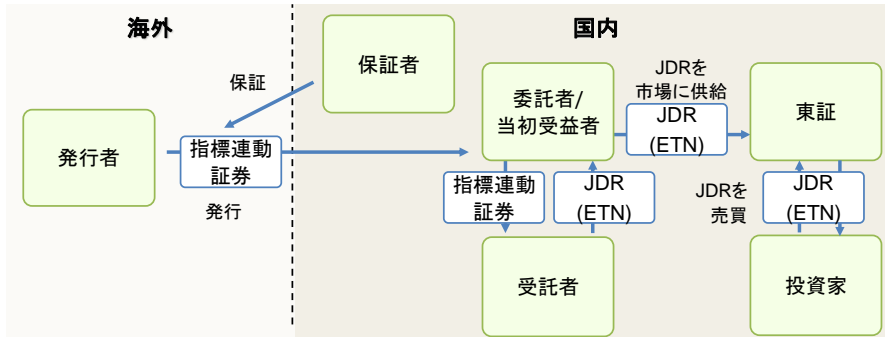 海外
国内
保証者
保証
発行者
指標連動
証券
発行
委託者/
当初受益者
JDRを
市場に供給
JDR
(ETN)
東証
指標連動
証券
JDR
(ETN)
JDRを
売買
JDR
(ETN)
受託者
投資家